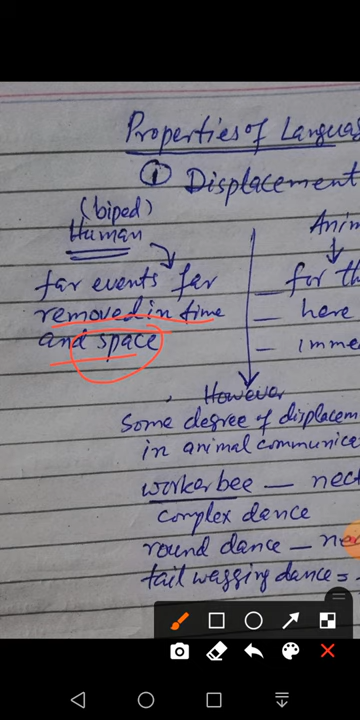 Properties of Langua
① Displacement
(biped)
Human
Anim
far events far
removed in time
and space
for th
— here
— imme
However
Some degree of displacem
in animal communica
worker bee — nect
complex dance
round dance — nec
tail wagging dance =